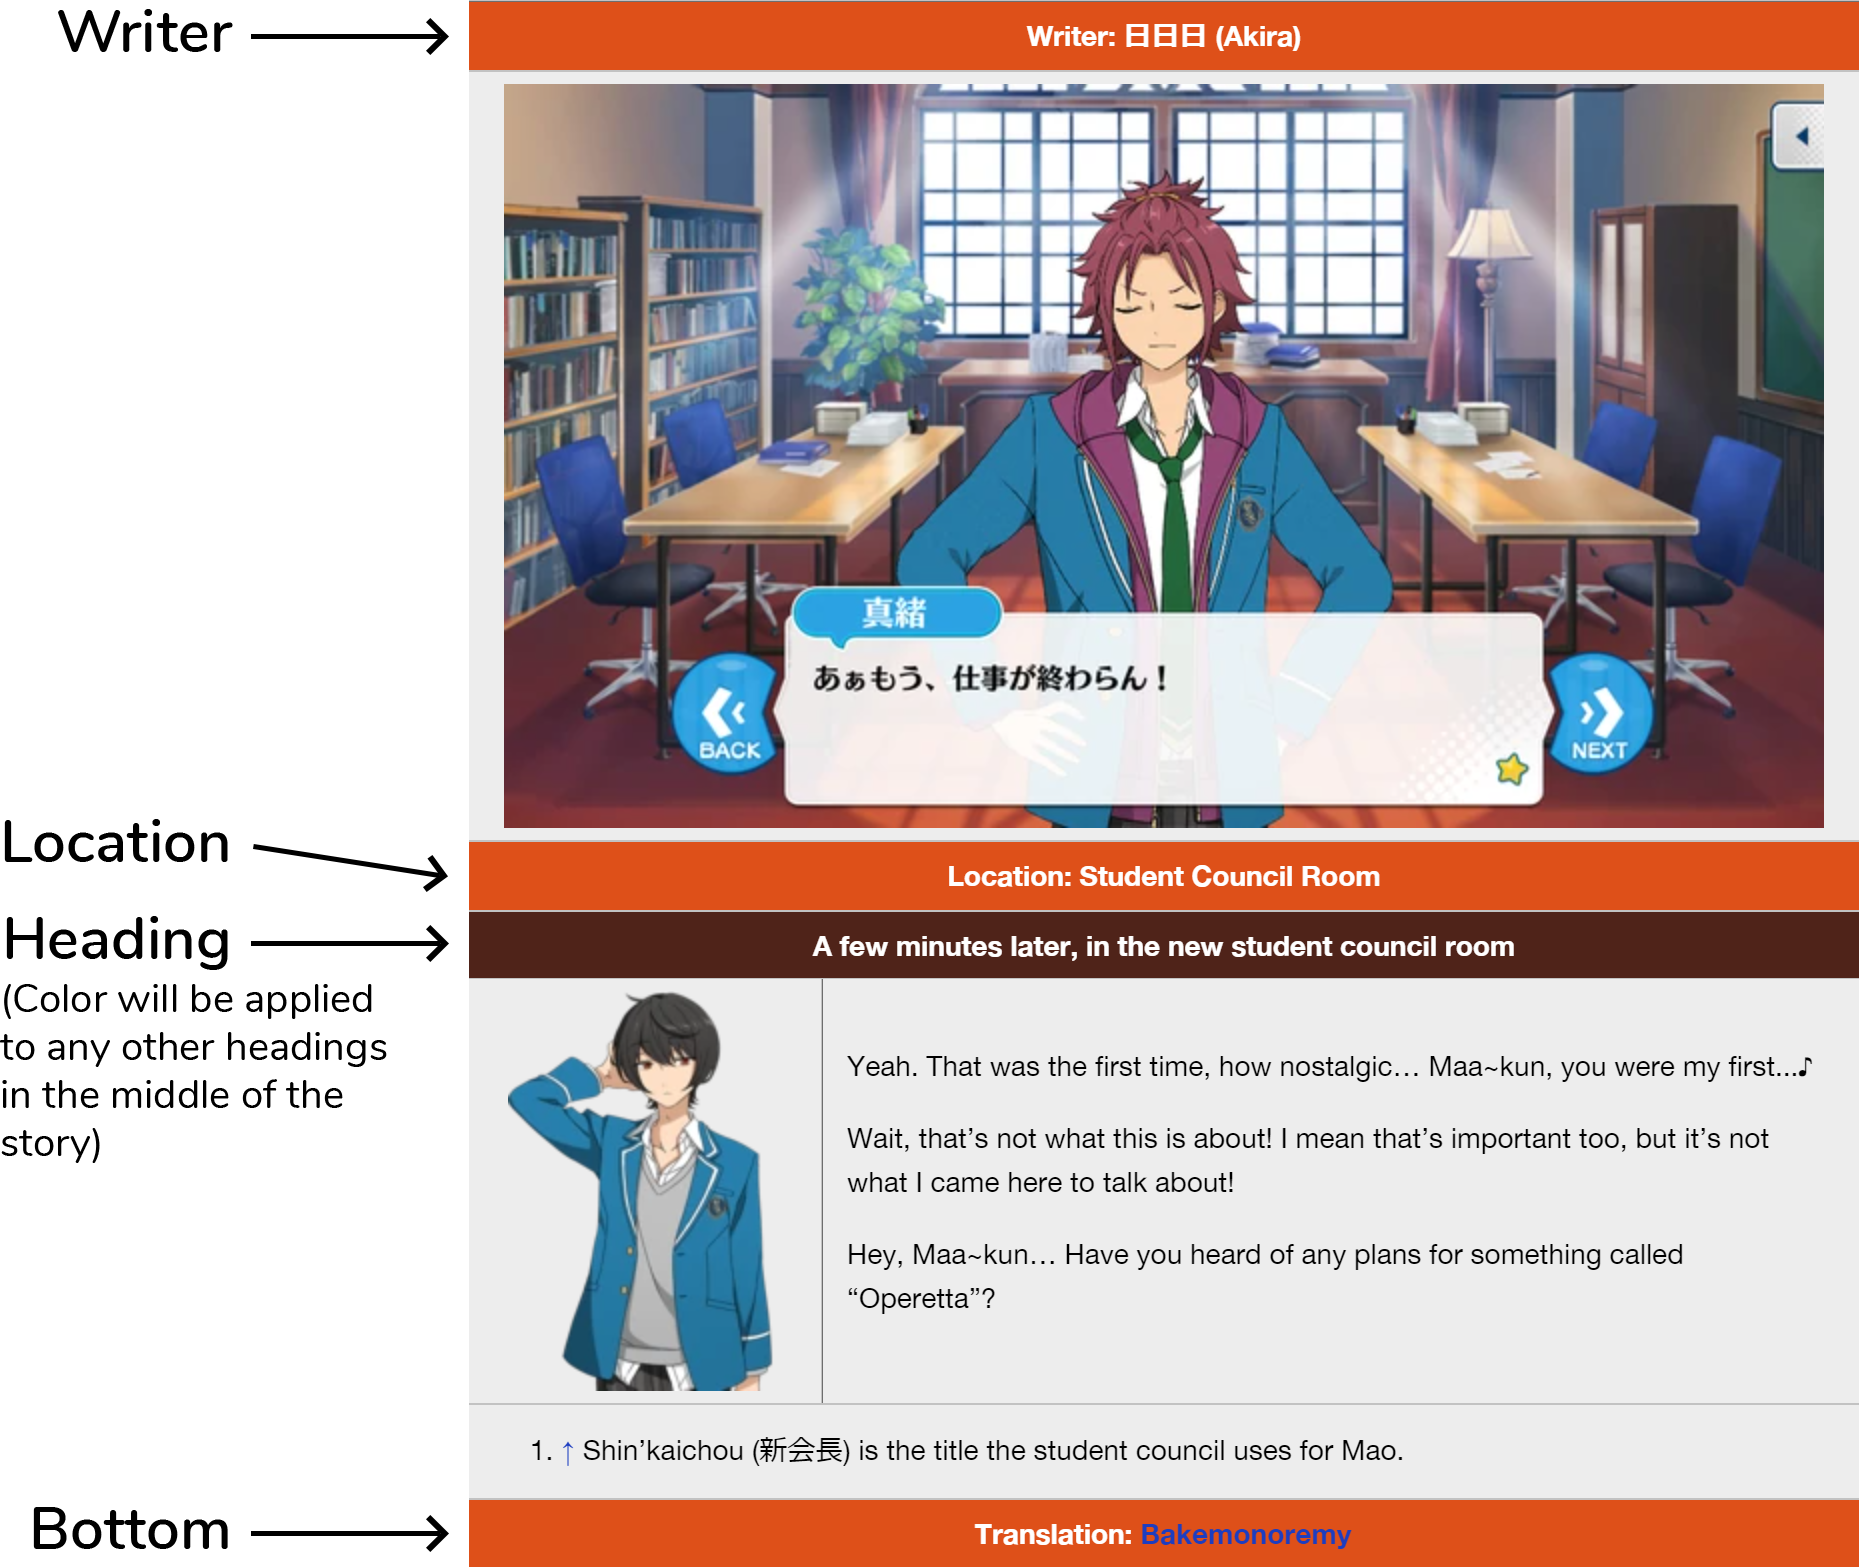 Writer
Writer: 日日日 (Akira)
真緒
あぁもう、仕事が終わらん！
BACK
NEXT
Location
Location: Student Council Room
Heading
A few minutes later, in the new student council room
(Color will be applied
to any other headings
in the middle of the
story)
Yeah. That was the first time, how nostalgic… Maa~kun, you were my first...♪
Wait, that’s not what this is about! I mean that’s important too, but it’s not
what I came here to talk about!
Hey, Maa~kun… Have you heard of any plans for something called
“Operetta”?
1. ↑ Shin’kaichou (新会長) is the title the student council uses for Mao.
Bottom
Translation: Bakemonoremy